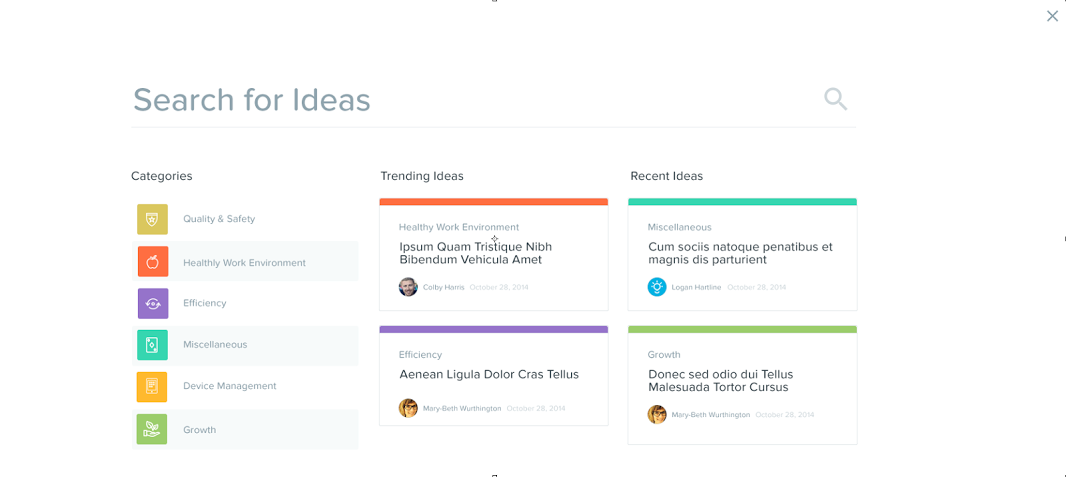 Search for Ideas
Categories
Quality & Safety
Healthly Work Environment
Efficiency
Miscellaneous
Device Management
Growth
Trending Ideas
Healthy Work Environment
Ipsum Quam Tristique Nibh
Bibendum Vehicula Amet
Colby Harris October 28, 2014
Efficiency
Aenean Ligula Dolor Cras Tellus
Mary-Beth Wurthington October 28, 2014
Recent Ideas
Miscellaneous
Cum sociis natoque penatibus et
magnis dis parturient
Logan Hartline October 28, 2014
Growth
Donec sed odio dui Tellus
Malesuada Tortor Cursus
Mary-Beth Wurthington October 28, 2014